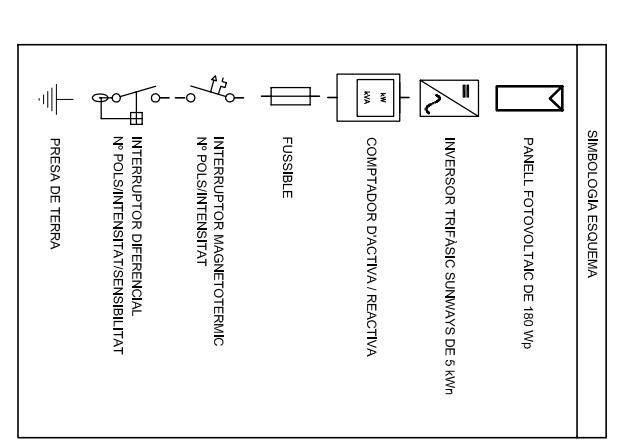 SIMBOLOGIA ESQUEMA
PANELL FOTOVOLTAIC DE 180 Wp
INVERSOR TRIFÀSIC SUNWAYS DE 5 kWn
kW
kVA
COMPTADOR D'ACTIVA / REACTIVA
FUSSIBLE
INTERRUPTOR MAGNETOTERMIC
Nº POLS/INTENSITAT
INTERRUPTOR DIFERENCIAL
Nº POLS/INTENSITAT/SENSIBILITAT
PRESA DE TERRA